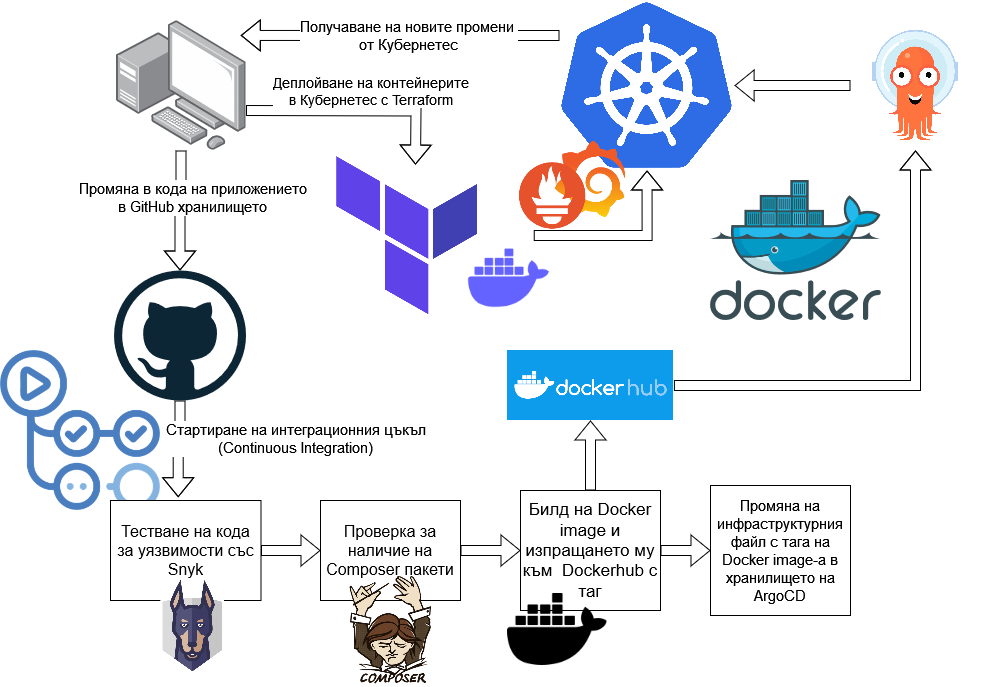 Получаване на новите промени
от Кубернетес
Деплойване на контейнерите
в Кубернетес с Terraform
Промяна в кода на приложението
в GitHub хранилището
docker
dockerhub
Стартиране на интеграционния цъкъл
(Continuous Integration)
Тестване на кода
за уязвимости със
Snyk
Проверка за
наличие на
Composer пакети
Билд на Docker
image и
изпращането му
към Dockerhub с
таг
Промяна на
инфраструктурния
файл с тага на
Docker image-а в
хранилището на
ArgoCD
COMPOSER